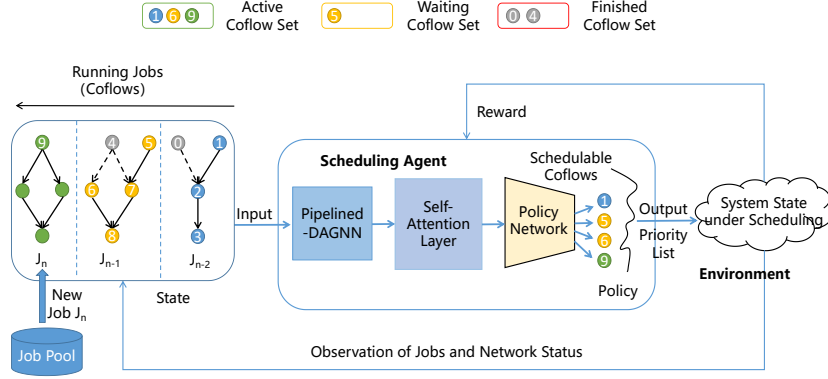 1 6 9 Active Coflow Set
5 Waiting Coflow Set
0 4 Finished Coflow Set
Running Jobs
(Coflows)
9
4
5
0
1
6
7
2
8
3
Jn
Jn-1
Jn-2
New
Job Jn
State
Job Pool
Input
Scheduling Agent
Pipelined
-DAGNN
Self-
Attention
Layer
Policy
Network
Schedulable
Coflows
1
5
6
9
Policy
Reward
Output
Priority
List
System State
under Scheduling
Environment
Observation of Jobs and Network Status